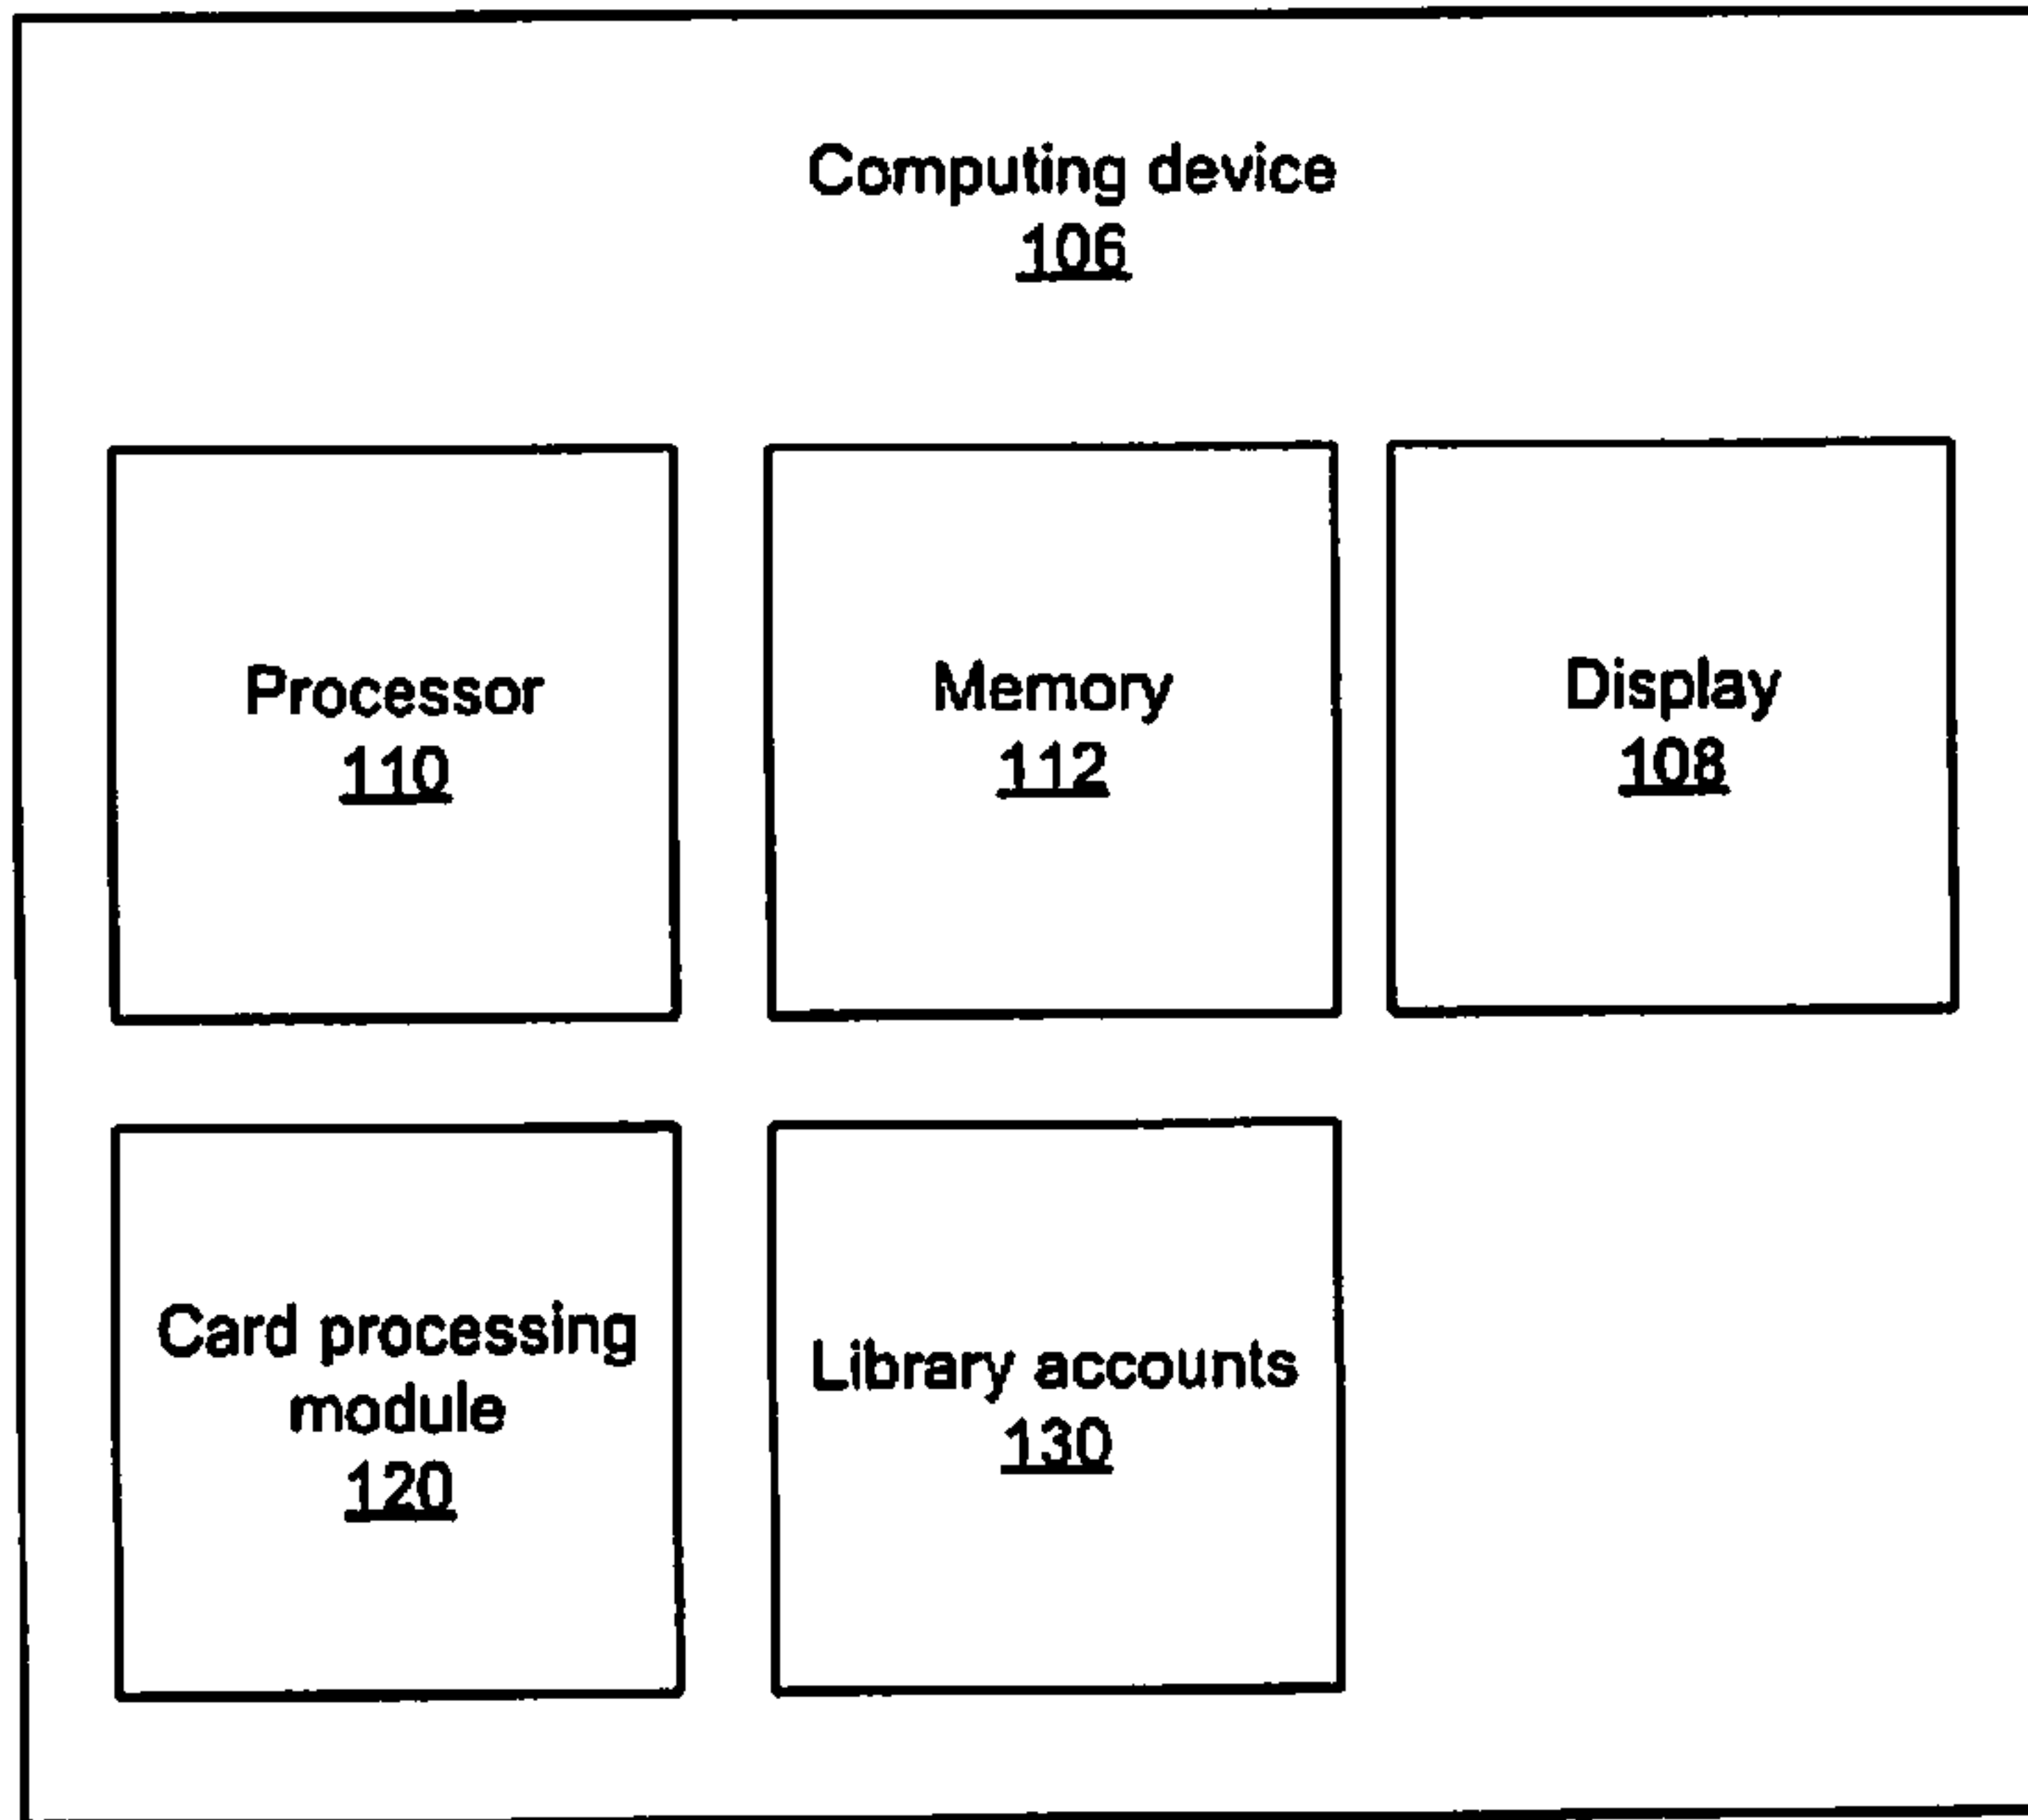 Computing device
106
Processor
110
Memory
112
Display
108
Card processing
module
120
Library accounts
130